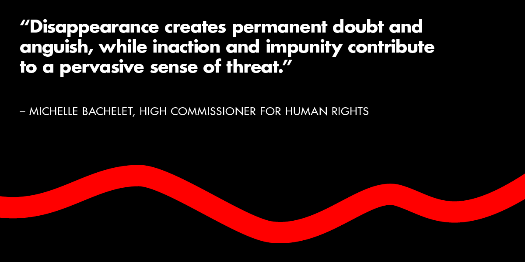 “Disappearance creates permanent doubt and
anguish, while inaction and impunity contribute
to a pervasive sense of threat.”
– MICHELLE BACHELET, HIGH COMMISSIONER FOR HUMAN RIGHTS